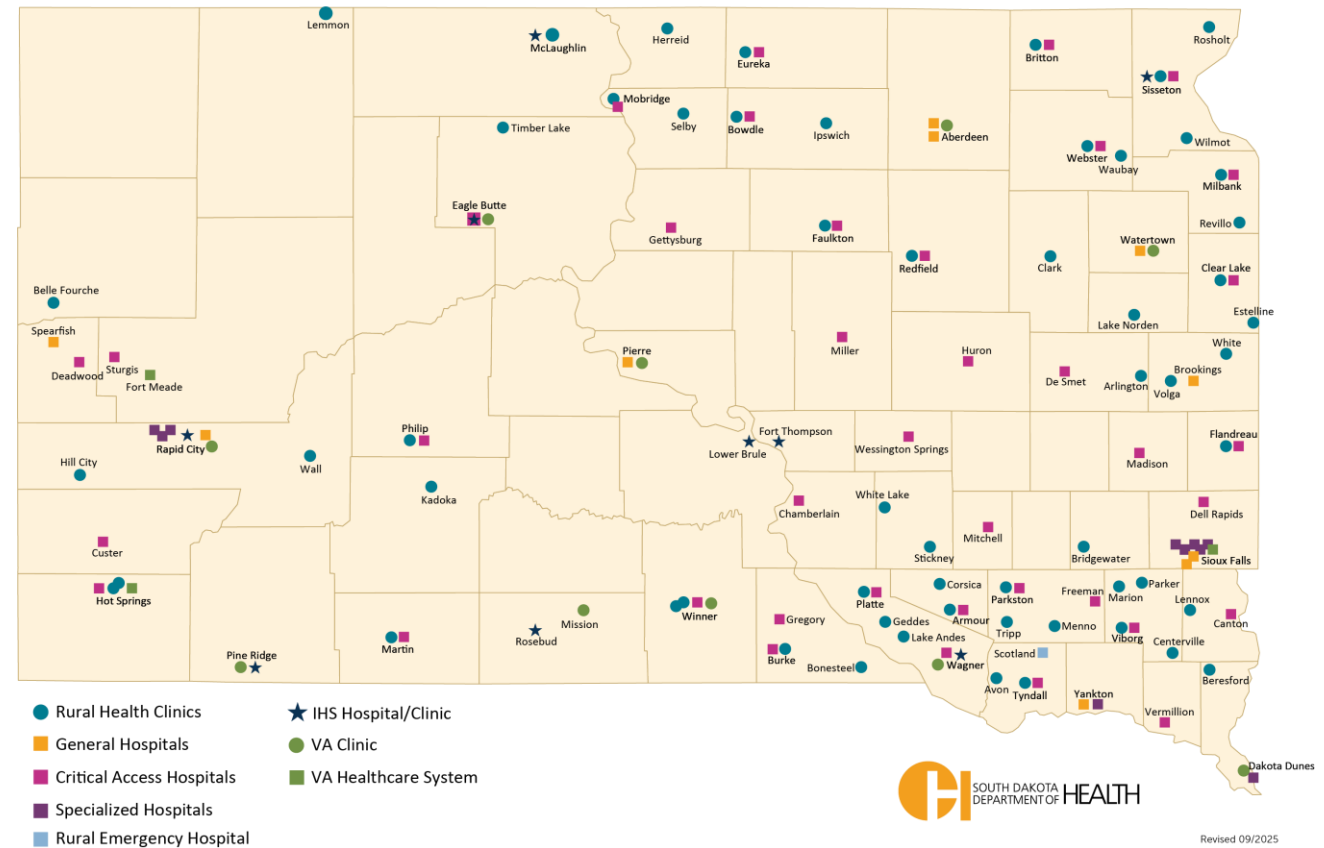 Lemmon
McLaughlin
Herreid
Eureka
Britton
Rosholt
Sisseton
Mobridge
Timber Lake
Selby
Bowdle
Ipswich
Aberdeen
Webster
Waubay
Wilmot
Milbank
Eagle Butte
Gettysburg
Faulkton
Redfield
Clark
Watertown
Revillo
Clear Lake
Belle Fourche
Spearfish
Deadwood
Sturgis
Fort Meade
Pierre
Miller
Huron
De Smet
Lake Norden
Estelline
White
Arlington
Volga
Brookings
Rapid City
Hill City
Wall
Philip
Kadoka
Lower Brule
Fort Thompson
Wessington Springs
Madison
Flandreau
Chamberlain
White Lake
Mitchell
Dell Rapids
Custer
Stickney
Bridgewater
Sioux Falls
Hot Springs
Winner
Platte
Corsica
Parkston
Freeman
Marion
Parker
Lennox
Canton
Mission
Rosebud
Gregory
Geddes
Armour
Tripp
Menno
Viborg
Centerville
Martin
Burke
Lake Andes
Pine Ridge
Bonesteel
Wagner
Scotland
Avon
Tyndall
Yankton
Vermillion
Beresford
Dakota Dunes
Rural Health Clinics
General Hospitals
Critical Access Hospitals
Specialized Hospitals
Rural Emergency Hospital
IHS Hospital/Clinic
VA Clinic
VA Healthcare System
SOUTH DAKOTA
DEPARTMENT OF HEALTH
Revised 09/2025